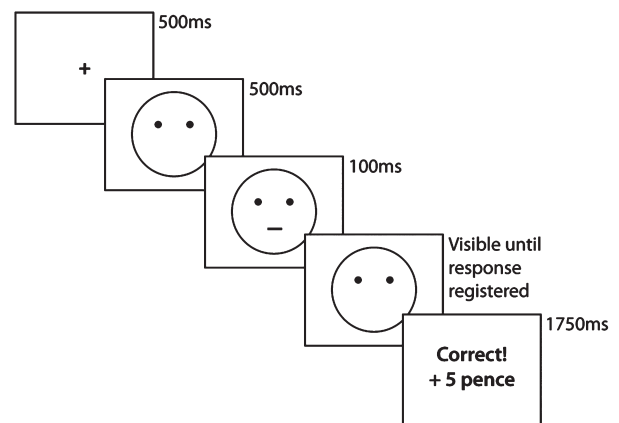 500ms
+
500ms
100ms
Visible until
response
registered
1750ms
Correct!
+ 5 pence